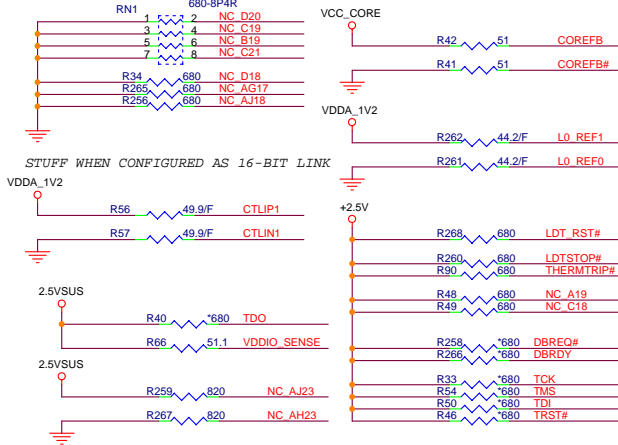 680-8P4R
RN1
1 2 NC_D20
3 4 NC_C19
5 6 NC_B19
7 8 NC_C21
R34 680 NC_D18
R265 680 NC_AG17
R256 680 NC_AJ18
STUFF WHEN CONFIGURED AS 16-BIT LINK
VDDA_1V2
R56 49.9/F CTLIP1
R57 49.9/F CTLIN1
2.5VSUS
R40 *680 TDO
R66 51.1 VDDIO_SENSE
2.5VSUS
R259 820 NC_AJ23
R267 820 NC_AH23
VCC_CORE
R42 51 COREFB
R41 51 COREFB#
VDDA_1V2
R262 44.2/F L0_REF1
R261 44.2/F L0_REF0
+2.5V
R268 680 LDT_RST#
R260 680 LDTSTOP#
R90 680 THERMTRIP#
R48 680 NC_A19
R49 680 NC_C18
R258 *680 DBREQ#
R266 *680 DBRDY
R33 *680 TCK
R54 *680 TMS
R50 *680 TDI
R46 *680 TRST#